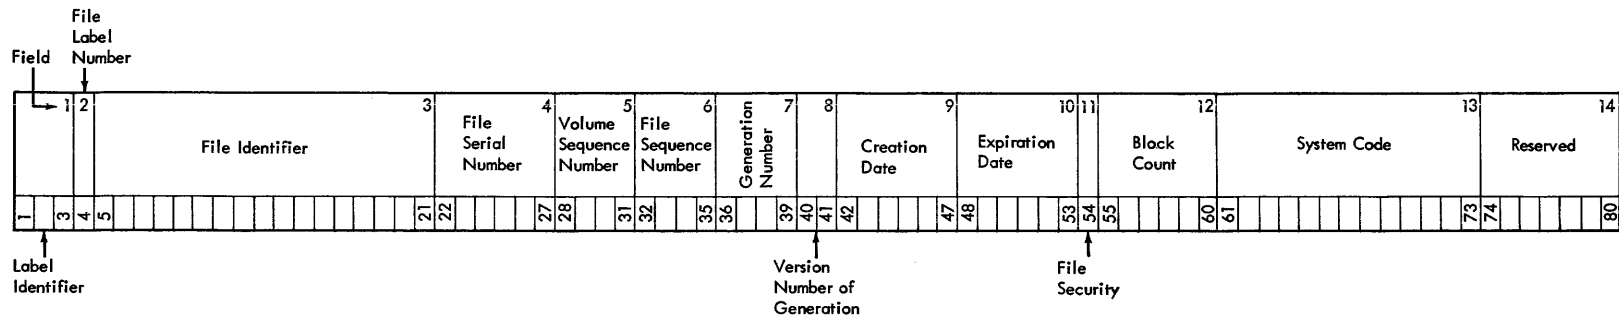 File
Label
Number
Field
1 2 3 4 5 6 7 8 9 10 11 12 13 14
File Identifier
File
Serial
Number
Volume
Sequence
Number
File
Sequence
Number
Generation
Number
Creation
Date
Expiration
Date
Block
Count
System Code
Reserved
1 3 4 5 21 22 27 28 31 32 35 36 39 40 41 42 47 48 53 54 55 60 61 73 74 80
Label
Identifier
Version
Number of
Generation
File
Security